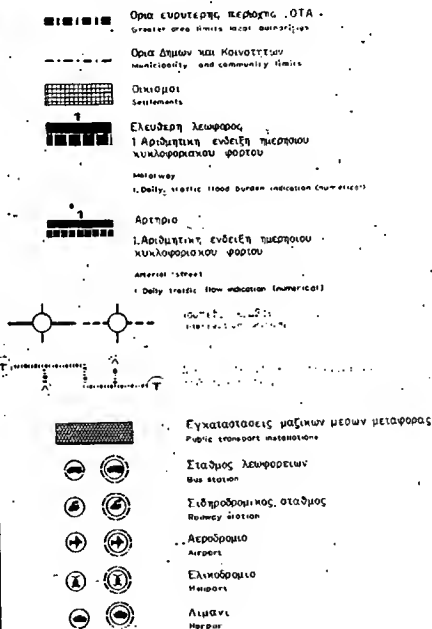 Ορια ευρυτερης περιοχης .ΟΤΑ
Greater area limits local authorities
Ορια Δημων και Κοινοτητων
Municipality and community limits
Οικισμοι
Settlements
1
Ελευθερη λεωφορος
1 Αριθμητικη ενδειξη ημερησιου
κυκλοφοριακου φορτου
Motorway
1. Daily traffic flood burden indication (numerical)
1
Αρτηρια
1.Αριθμητικη ενδειξη ημερησιου
κυκλοφοριακου φορτου
Arterial street
1 Daily traffic flow indication (numerical)
T
T
Εγκαταστασεις μαζικων μεσων μεταφορας
Public transport installations
Σταθμος λεωφορειων
Bus station
Σιδηροδρομικος σταθμος
Railway station
Αεροδρομιο
Airport
Ελικοδρομιο
Heliport
Λιμανι
Harbor